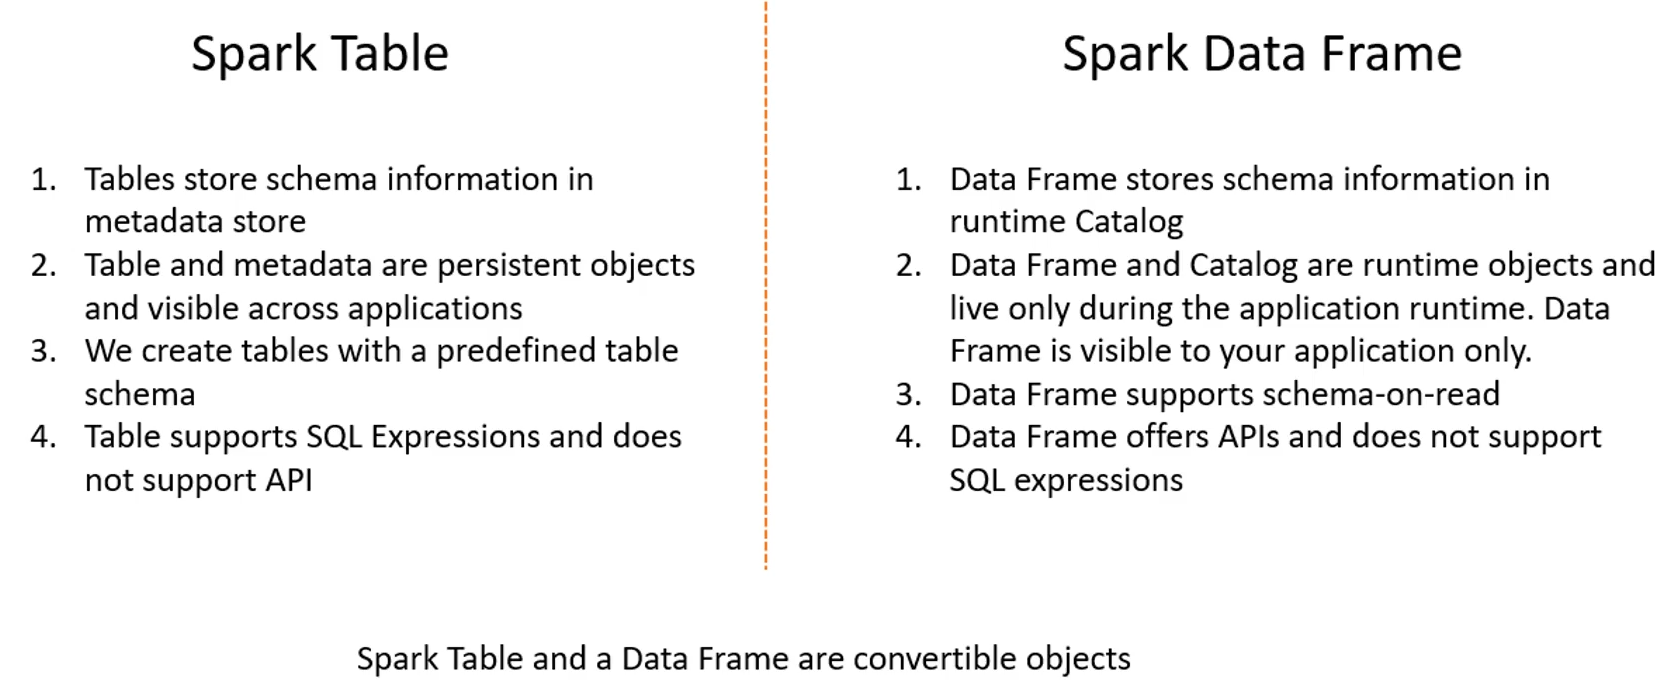 Spark Table
1. Tables store schema information in
metadata store
2. Table and metadata are persistent objects
and visible across applications
3. We create tables with a predefined table
schema
4. Table supports SQL Expressions and does
not support API
Spark Data Frame
1. Data Frame stores schema information in
runtime Catalog
2. Data Frame and Catalog are runtime objects and
live only during the application runtime. Data
Frame is visible to your application only.
3. Data Frame supports schema-on-read
4. Data Frame offers APIs and does not support
SQL expressions
Spark Table and a Data Frame are convertible objects